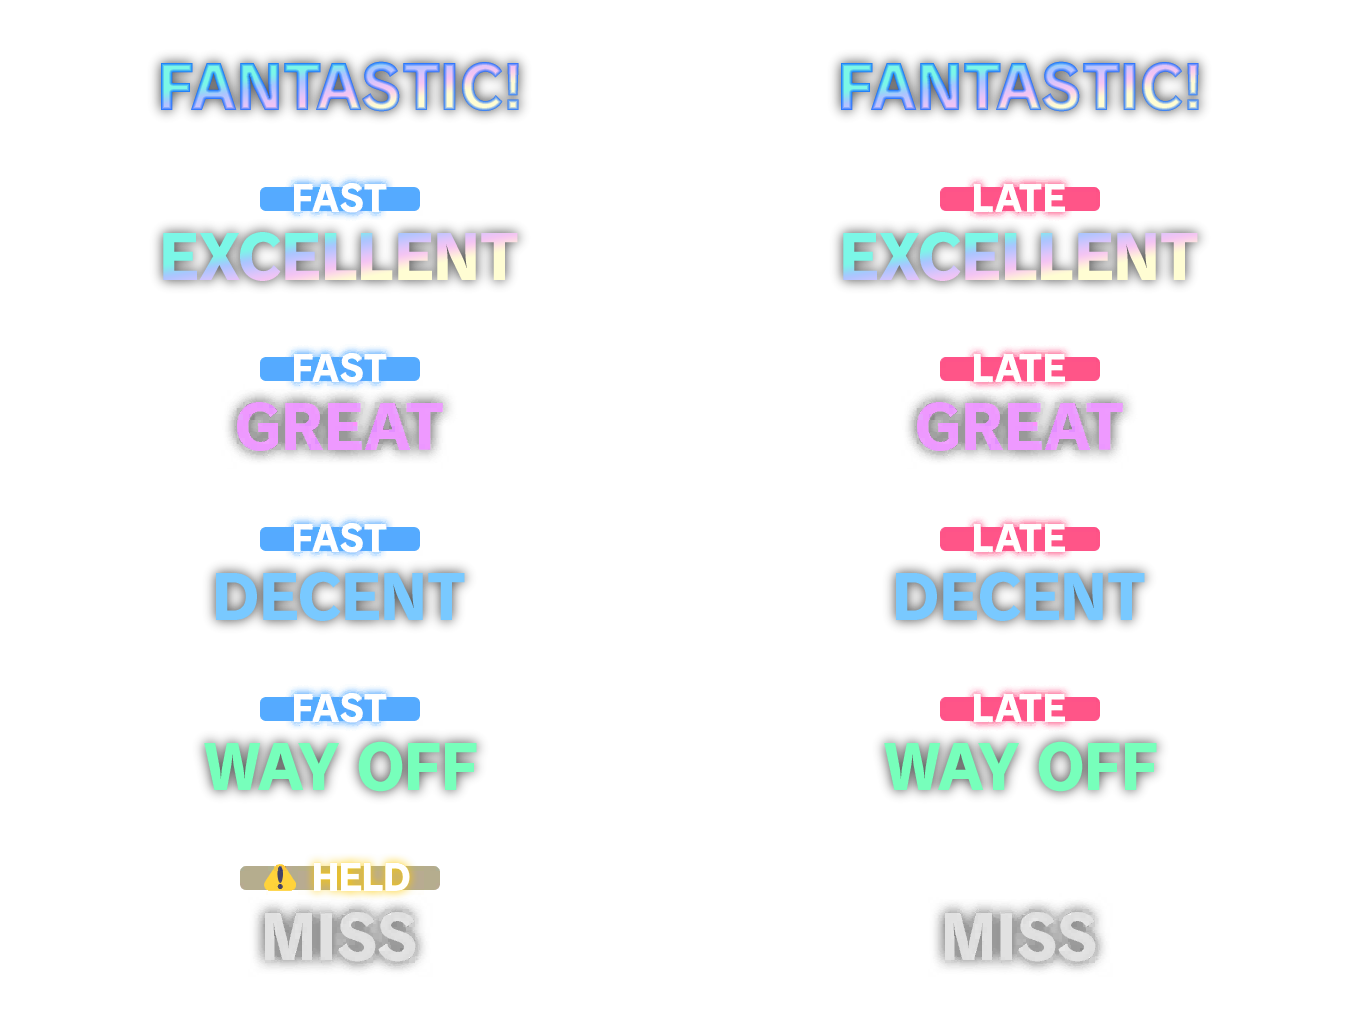 FANTASTIC! FANTASTIC!
FAST LATE
EXCELLENT EXCELLENT
FAST LATE
GREAT GREAT
FAST LATE
DECENT DECENT
FAST LATE
WAY OFF WAY OFF
⚠ HELD
MISS MISS